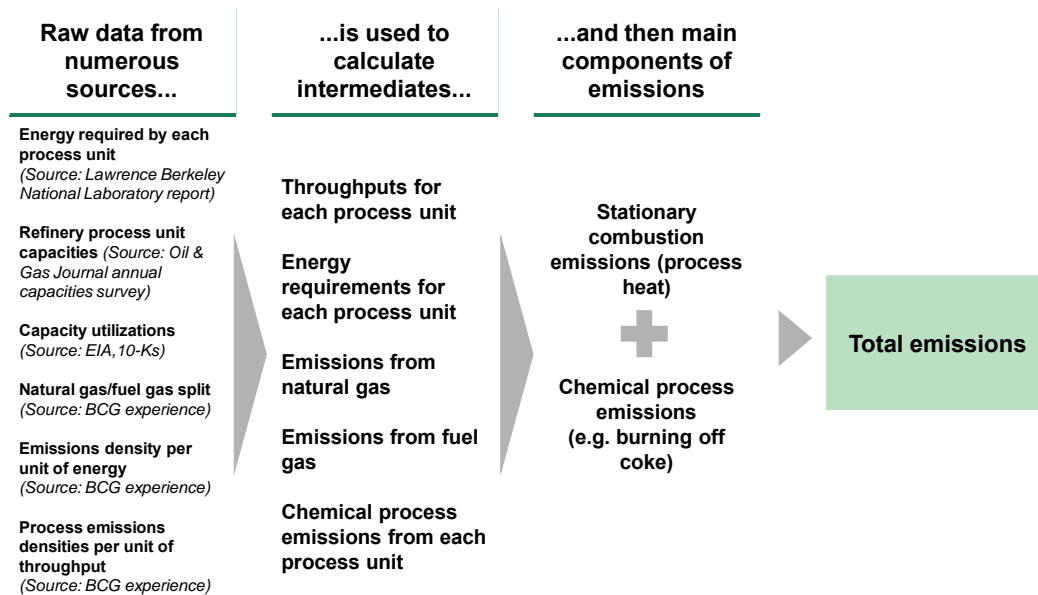 Raw data from
numerous
sources...
Energy required by each
process unit
(Source: Lawrence Berkeley
National Laboratory report)
Refinery process unit
capacities (Source: Oil &
Gas Journal annual
capacities survey)
Capacity utilizations
(Source: EIA,10-Ks)
Natural gas/fuel gas split
(Source: BCG experience)
Emissions density per
unit of energy
(Source: BCG experience)
Process emissions
densities per unit of
throughput
(Source: BCG experience)
...is used to
calculate
intermediates...
Throughputs for
each process unit
Energy
requirements for
each process unit
Emissions from
natural gas
Emissions from fuel
gas
Chemical process
emissions from each
process unit
...and then main
components of
emissions
Stationary
combustion
emissions (process
heat)
Chemical process
emissions
(e.g. burning off
coke)
Total emissions